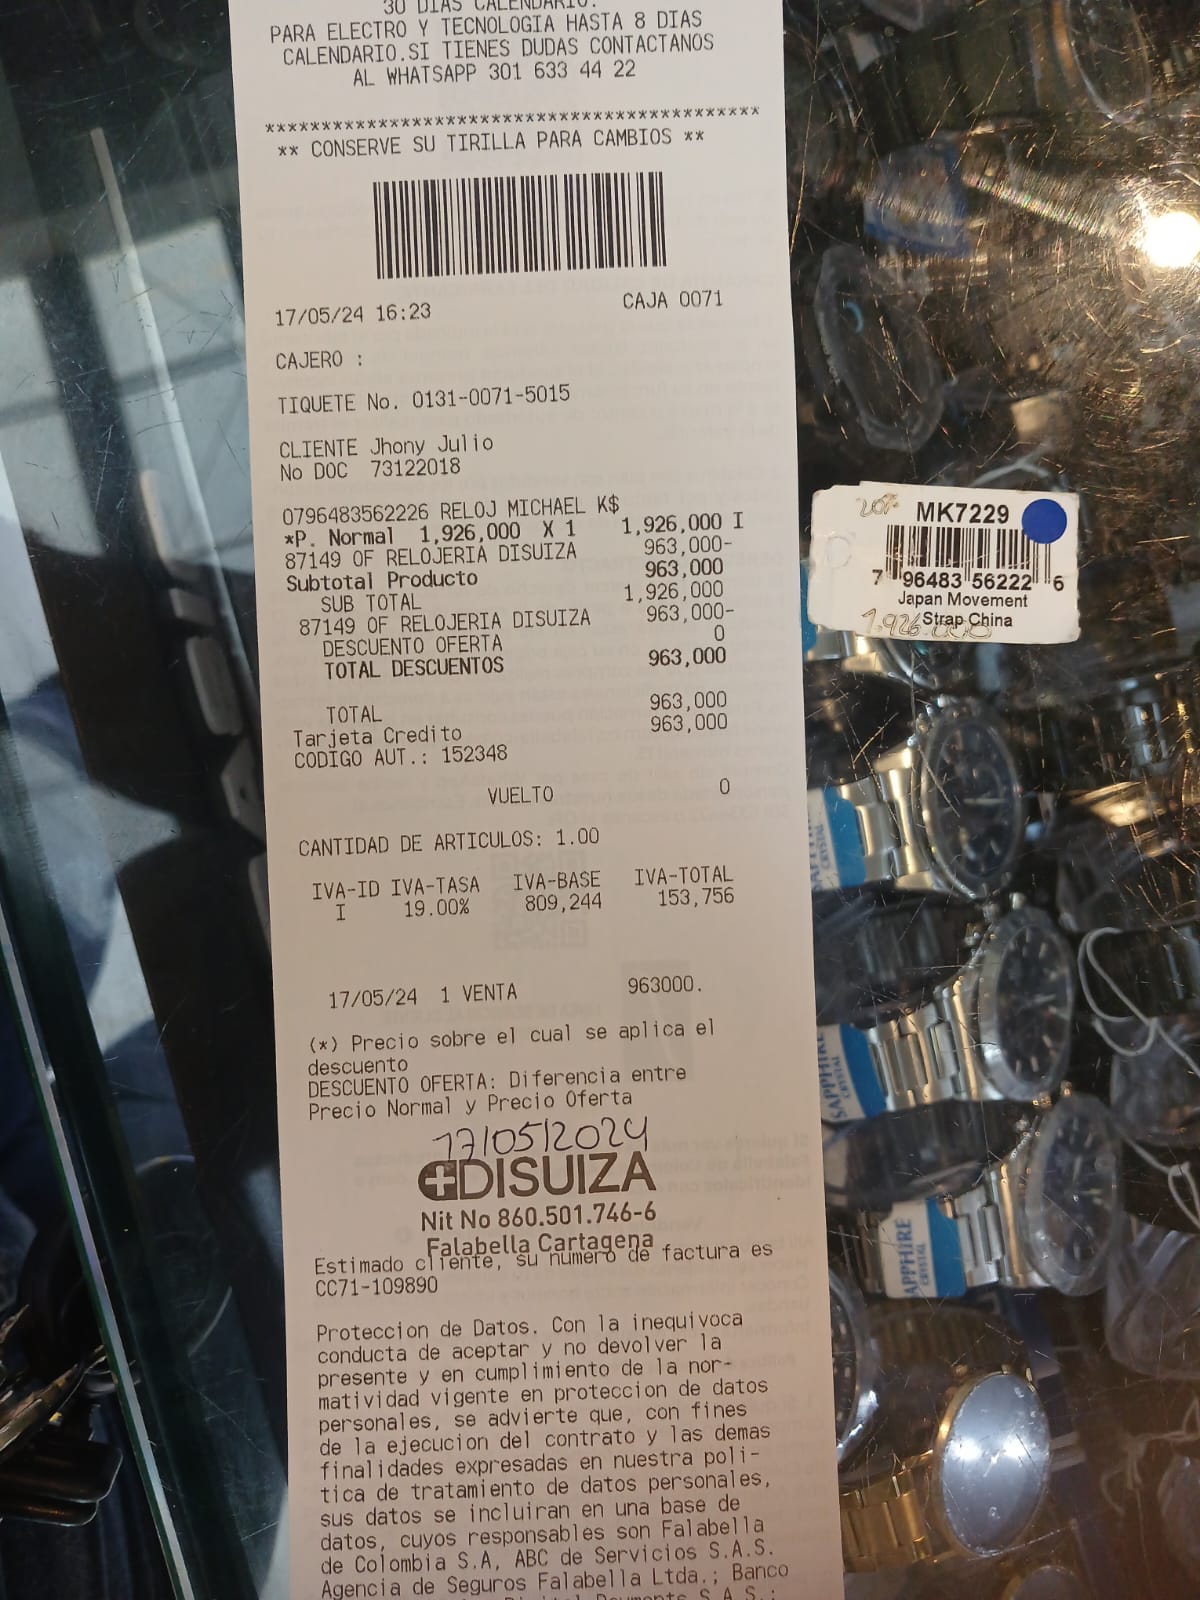 30 DIAS CALENDARIO.
PARA ELECTRO Y TECNOLOGIA HASTA 8 DIAS
CALENDARIO.SI TIENES DUDAS CONTACTANOS
AL WHATSAPP 301 633 44 22
********************************************
** CONSERVE SU TIRILLA PARA CAMBIOS **
17/05/24 16:23 CAJA 0071
CAJERO :
TIQUETE No. 0131-0071-5015
CLIENTE Jhony Julio
No DOC 73122018
0796483562226 RELOJ MICHAEL K$
*P. Normal 1,926,000 X 1 1,926,000 I
87149 OF RELOJERIA DISUIZA 963,000-
Subtotal Producto 963,000
SUB TOTAL 1,926,000
87149 OF RELOJERIA DISUIZA 963,000-
DESCUENTO OFERTA 0
TOTAL DESCUENTOS 963,000
TOTAL 963,000
Tarjeta Credito 963,000
CODIGO AUT.: 152348
VUELTO 0
CANTIDAD DE ARTICULOS: 1.00
IVA-ID IVA-TASA IVA-BASE IVA-TOTAL
I 19.00% 809,244 153,756
17/05/24 1 VENTA 963000.
(*) Precio sobre el cual se aplica el
descuento
DESCUENTO OFERTA: Diferencia entre
Precio Normal y Precio Oferta
17/05/2024
DISUIZA
Nit No 860.501.746-6
Falabella Cartagena
Estimado cliente, su numero de factura es
CC71-109890
Proteccion de Datos. Con la inequivoca
conducta de aceptar y no devolver la
presente y en cumplimiento de la nor-
matividad vigente en proteccion de datos
personales, se advierte que, con fines
de la ejecucion del contrato y las demas
finalidades expresadas en nuestra poli-
tica de tratamiento de datos personales,
sus datos se incluiran en una base de
datos, cuyos responsables son Falabella
de Colombia S.A, ABC de Servicios S.A.S.
Agencia de Seguros Falabella Ltda.; Banco
MK7229
7 96483 56222 6
Japan Movement
Strap China
1.926.000
SAPPHIRE
CRYSTAL
SAPPHIRE
CRYSTAL
SAPPHIRE
CRYSTAL